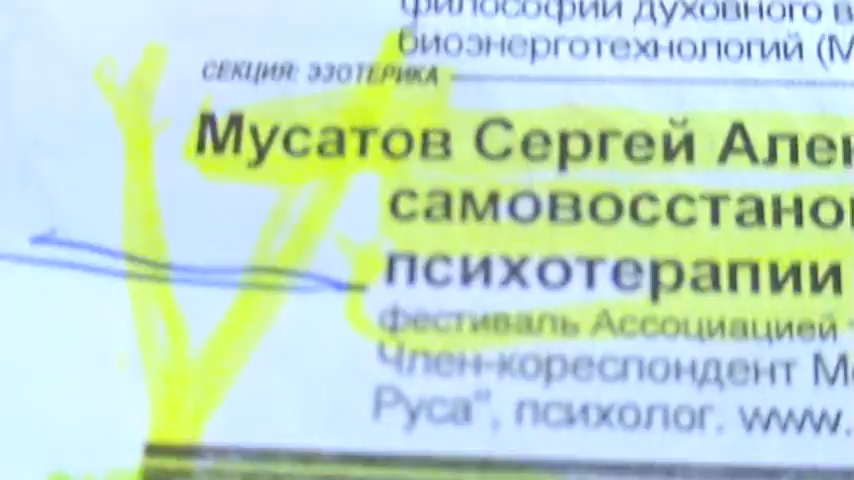 философии духовного
биоэнерготехнологий (М
СЕКЦИЯ: ЭЗОТЕРИКА
Мусатов Сергей Але
самовосстано
психотерапии
фестиваль Ассоциацией
Член-кореспондент М
Руса", психолог. www.